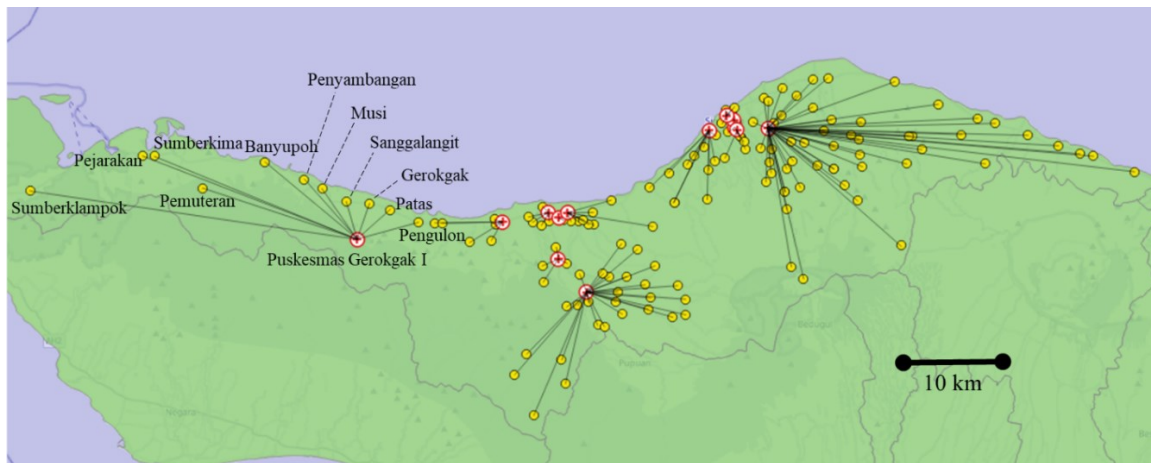 Penyambangan
Musi
Sumberkima
Banyupoh
Sanggalangit
Pejarakan
Gerokgak
Pemuteran
Patas
Sumberklampok
Pengulon
Puskesmas Gerokgak I
10 km